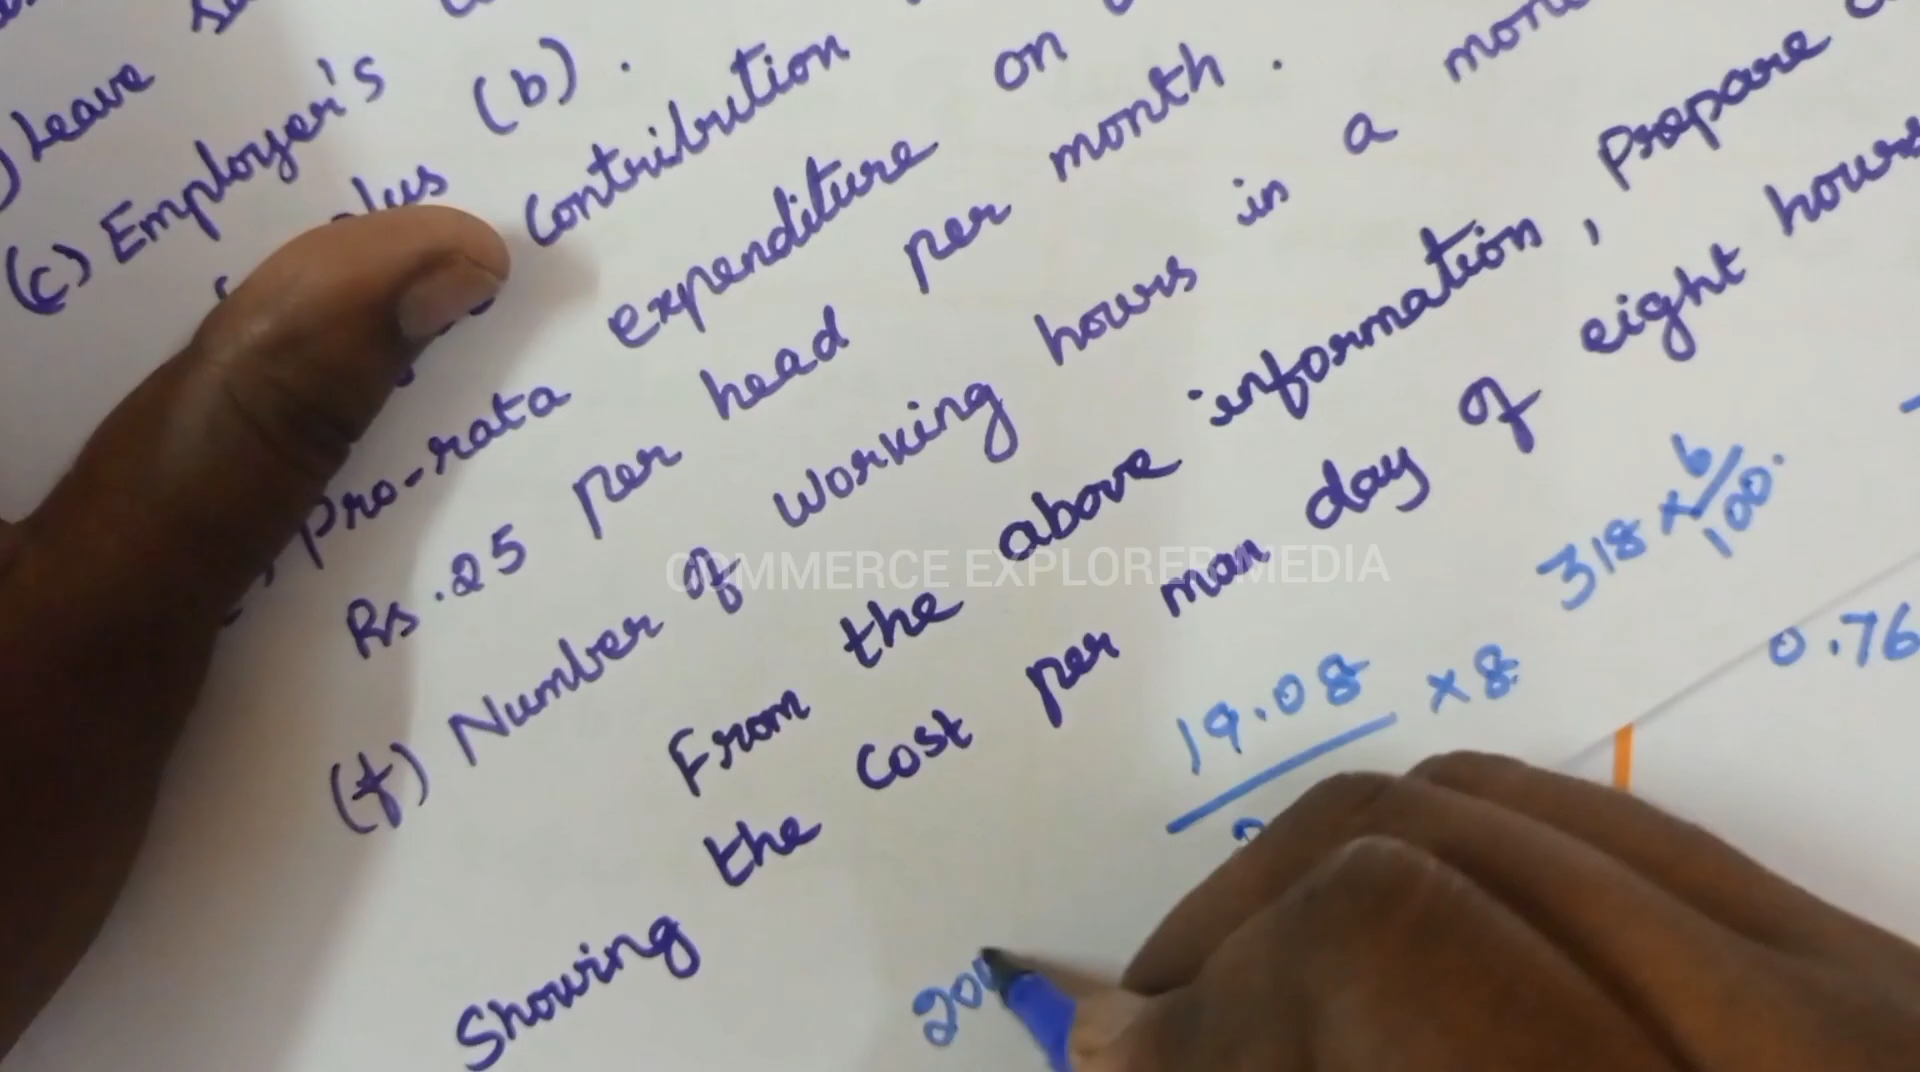 Leave
(c) Employer's
plus (b).
Contribution
Pro-rata expenditure on
Rs.25 per head per month.
(f) Number of working hours in a
From the above information, Prepare
Showing the cost per man day of eight hours
318 × 6/100.
19.08 × 8
0.76
COMMERCE EXPLORER MEDIA